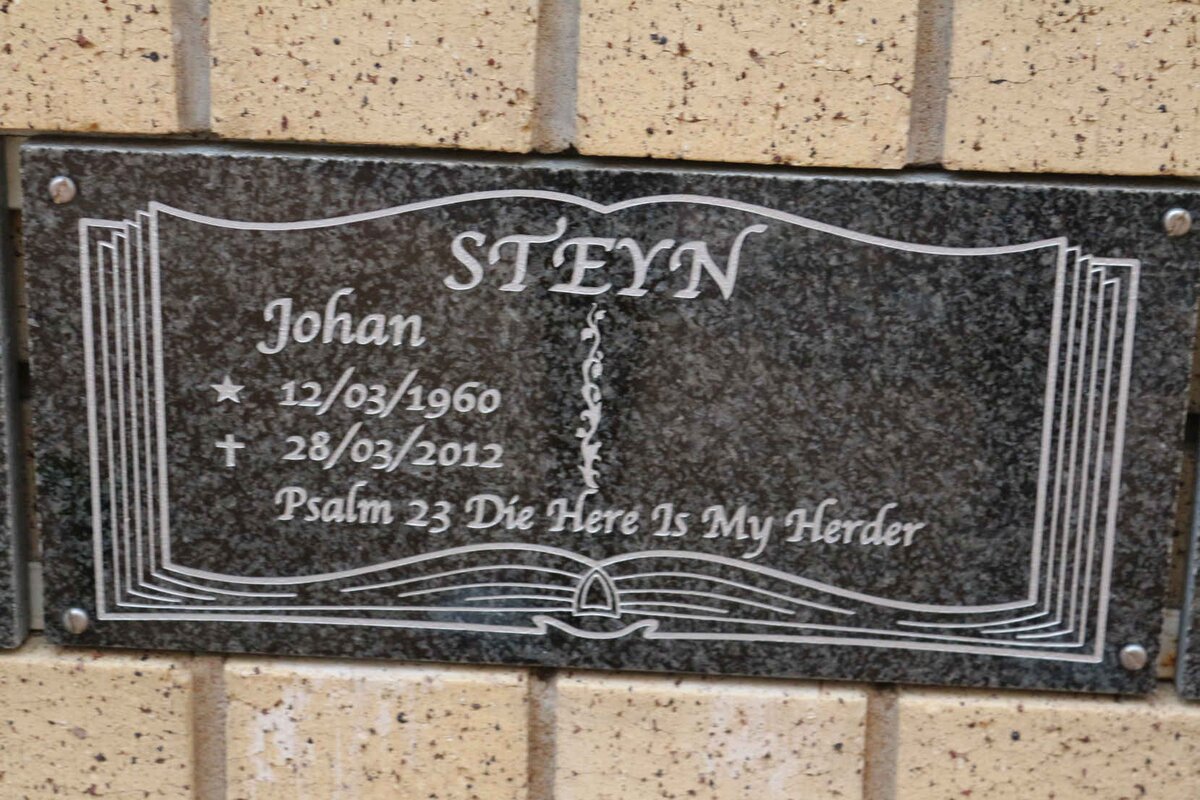 STEYN
Johan
12/03/1960
28/03/2012
Psalm 23 Die Here Is My Herder